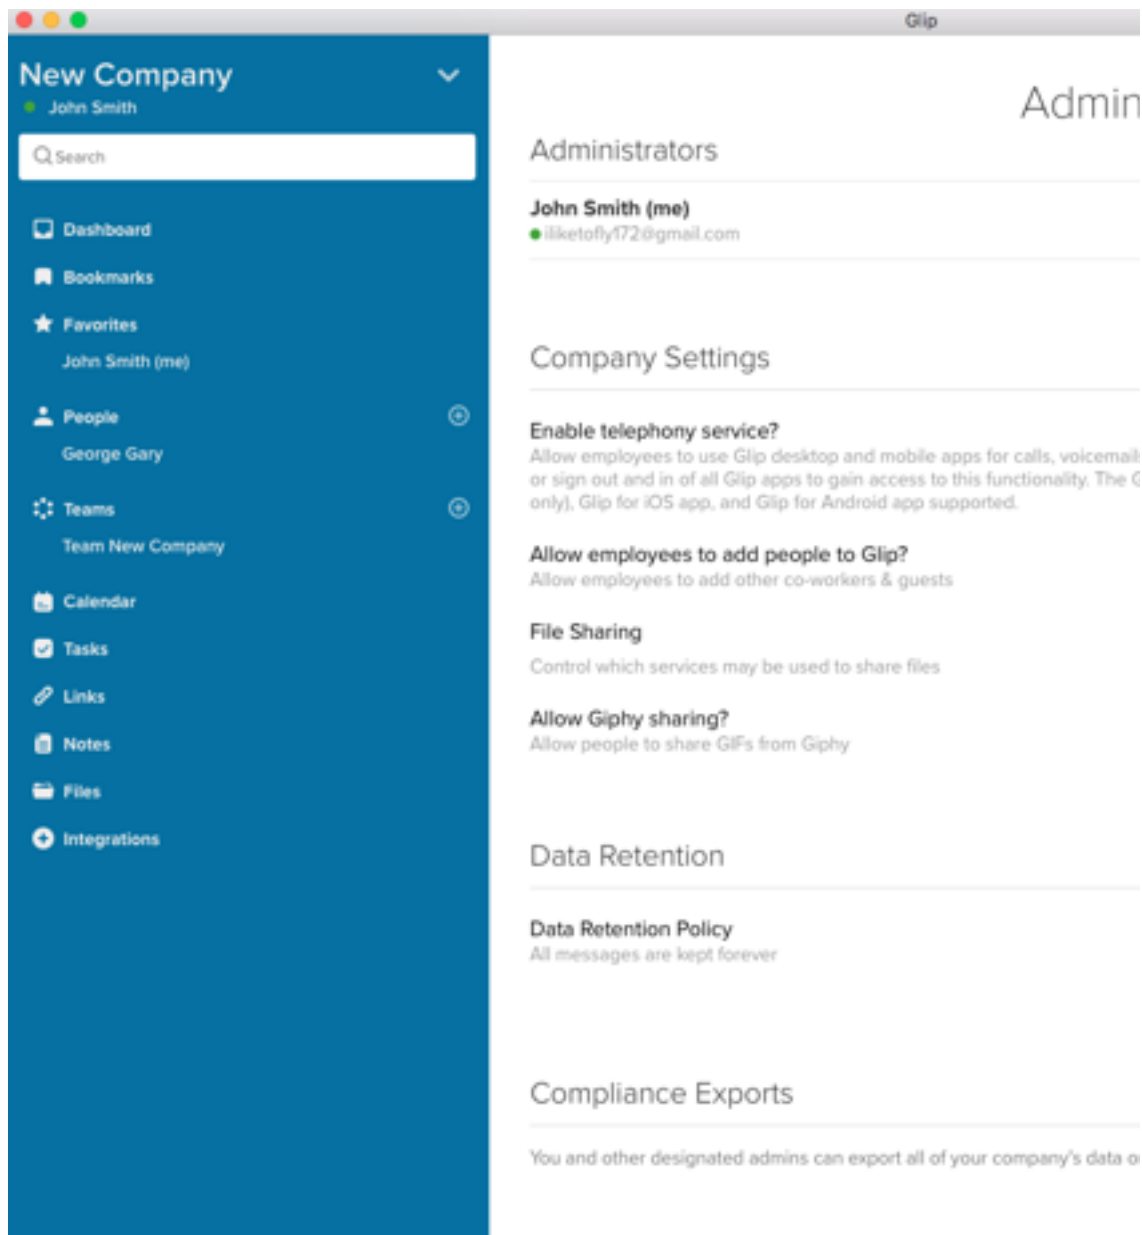 Glip
New Company
John Smith
Search
Dashboard
Bookmarks
Favorites
John Smith (me)
People
George Gary
Teams
Team New Company
Calendar
Tasks
Links
Notes
Files
Integrations
Admin
Administrators
John Smith (me)
iliketofly172@gmail.com
Company Settings
Enable telephony service?
Allow employees to use Glip desktop and mobile apps for calls, voicemails
or sign out and in of all Glip apps to gain access to this functionality. The G
only), Glip for iOS app, and Glip for Android app supported.
Allow employees to add people to Glip?
Allow employees to add other co-workers & guests
File Sharing
Control which services may be used to share files
Allow Giphy sharing?
Allow people to share GIFs from Giphy
Data Retention
Data Retention Policy
All messages are kept forever
Compliance Exports
You and other designated admins can export all of your company's data o